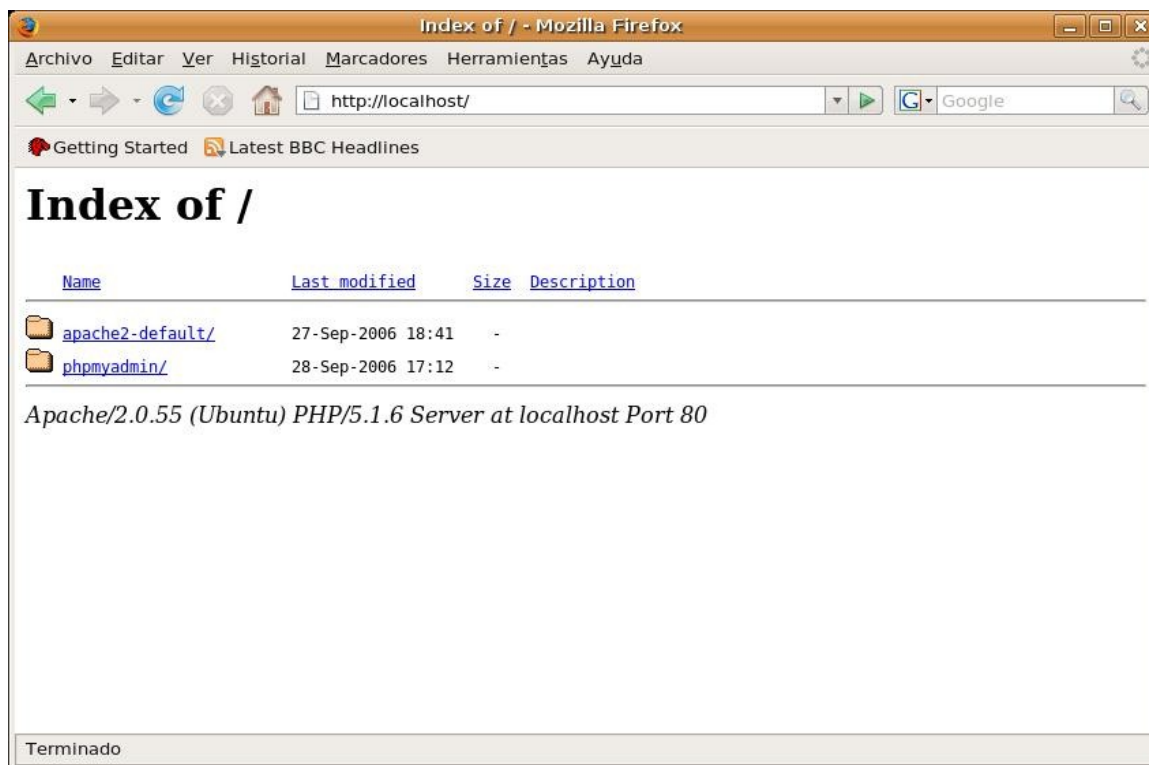 Index of / - Mozilla Firefox
Archivo Editar Ver Historial Marcadores Herramientas Ayuda
http://localhost/ G Google
Getting Started Latest BBC Headlines
Index of /
Name Last modified Size Description
apache2-default/ 27-Sep-2006 18:41 -
phpmyadmin/ 28-Sep-2006 17:12 -
Apache/2.0.55 (Ubuntu) PHP/5.1.6 Server at localhost Port 80
Terminado